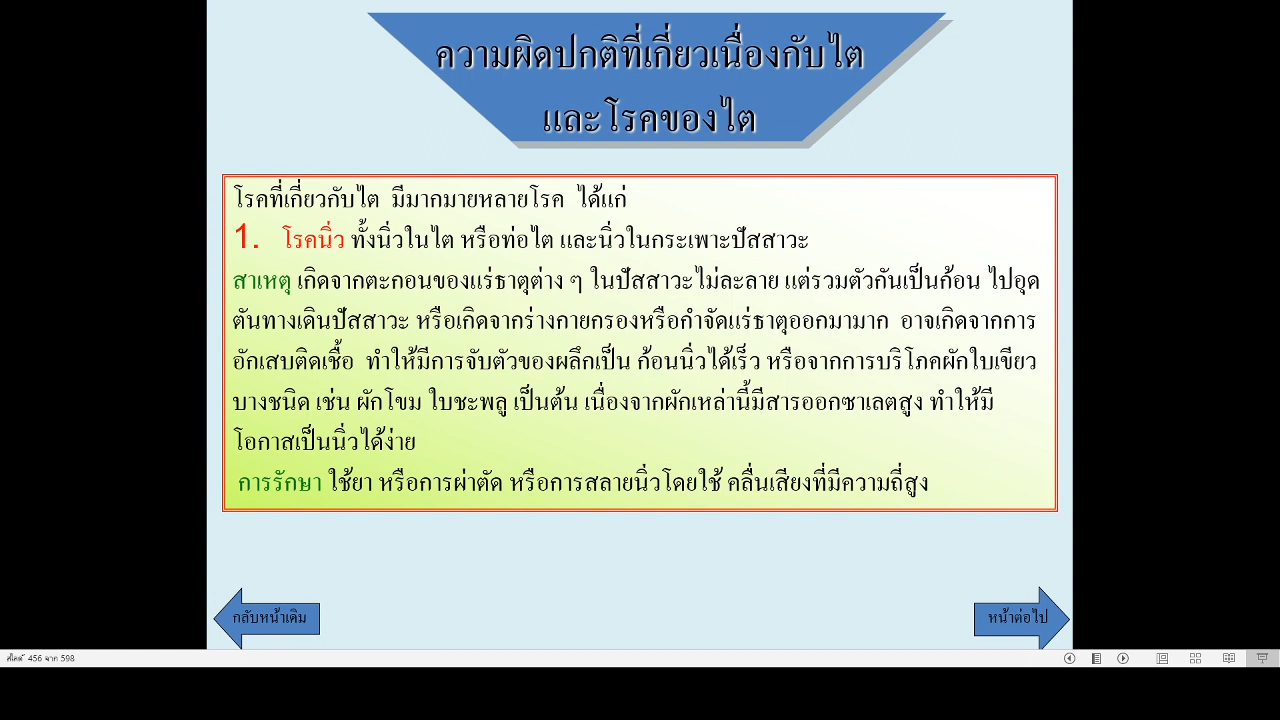 ความผิดปกติที่เกี่ยวเนื่องกับไต
และโรคของไต
โรคที่เกี่ยวกับไต มีมากมายหลายโรค ได้แก่
1. โรคนิ่ว ทั้งนิ่วในไต หรือท่อไต และนิ่วในกระเพาะปัสสาวะ
สาเหตุ เกิดจากตะกอนของแร่ธาตุต่าง ๆ ในปัสสาวะไม่ละลาย แต่รวมตัวกันเป็นก้อน ไปอุด
ตันทางเดินปัสสาวะ หรือเกิดจากร่างกายกรองหรือกำจัดแร่ธาตุออกมามาก อาจเกิดจากการ
อักเสบติดเชื้อ ทำให้มีการจับตัวของผลึกเป็น ก้อนนิ่วได้เร็ว หรือจากการบริโภคผักใบเขียว
บางชนิด เช่น ผักโขม ใบชะพลู เป็นต้น เนื่องจากผักเหล่านี้มีสารออกซาเลตสูง ทำให้มี
โอกาสเป็นนิ่วได้ง่าย
การรักษา ใช้ยา หรือการผ่าตัด หรือการสลายนิ่วโดยใช้ คลื่นเสียงที่มีความถี่สูง
กลับหน้าเดิม
หน้าต่อไป
สไลด์ 456 จาก 598